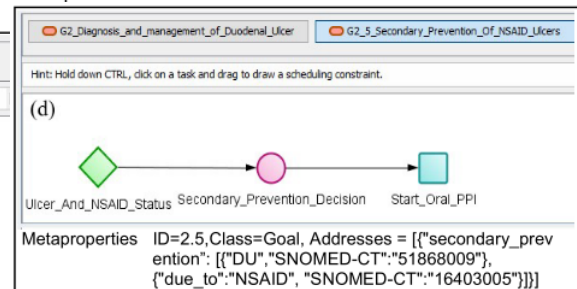 G2_Diagnosis_and_management_of_Duodenal_Ulcer G2_5_Secondary_Prevention_Of_NSAID_Ulcers
Hint: Hold down CTRL, click on a task and drag to draw a scheduling constraint.
(d)
Ulcer_And_NSAID_Status Secondary_Prevention_Decision Start_Oral_PPI
Metaproperties ID=2.5,Class=Goal, Addresses = [{"secondary_prev
ention": [{"DU","SNOMED-CT":"51868009"},
{"due_to":"NSAID", "SNOMED-CT":"16403005"}]}]